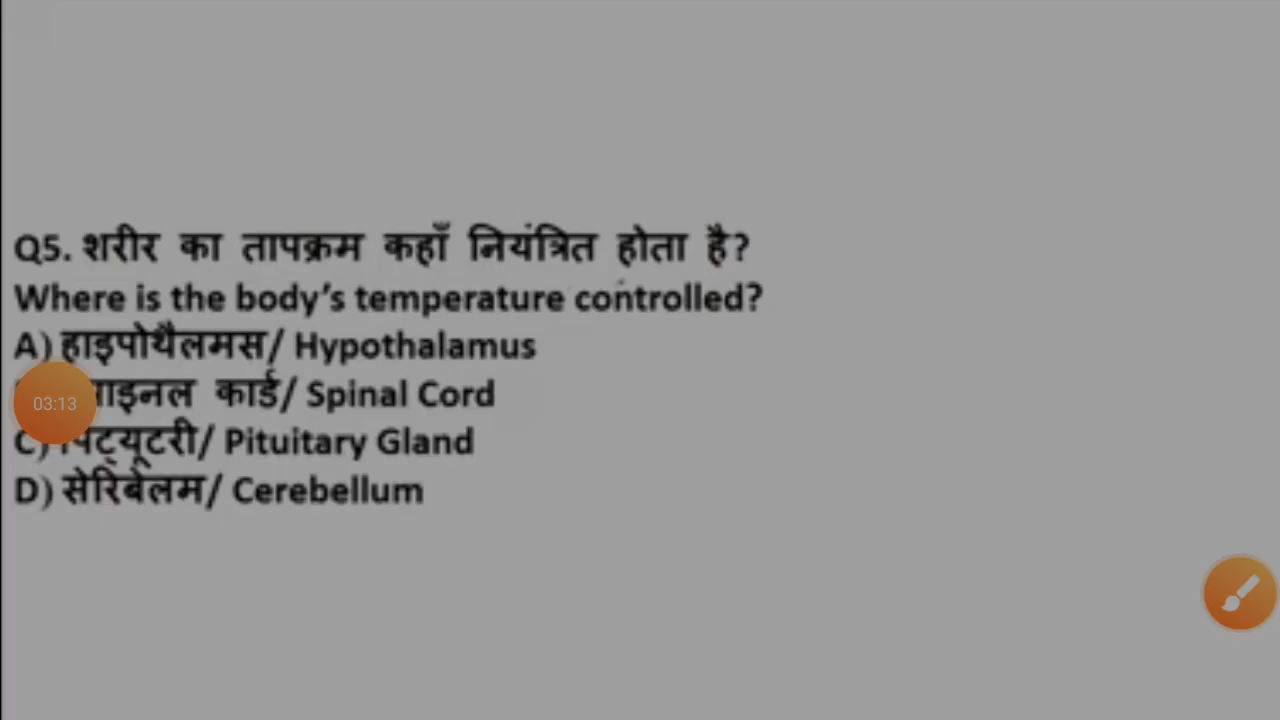 Q5. शरीर का तापक्रम कहाँ नियंत्रित होता है?
Where is the body's temperature controlled?
A) हाइपोथैलमस/ Hypothalamus
कार्ड/ Spinal Cord
03:13
C) पिट्यूटरी/ Pituitary Gland
D) सेरिबेलम/ Cerebellum